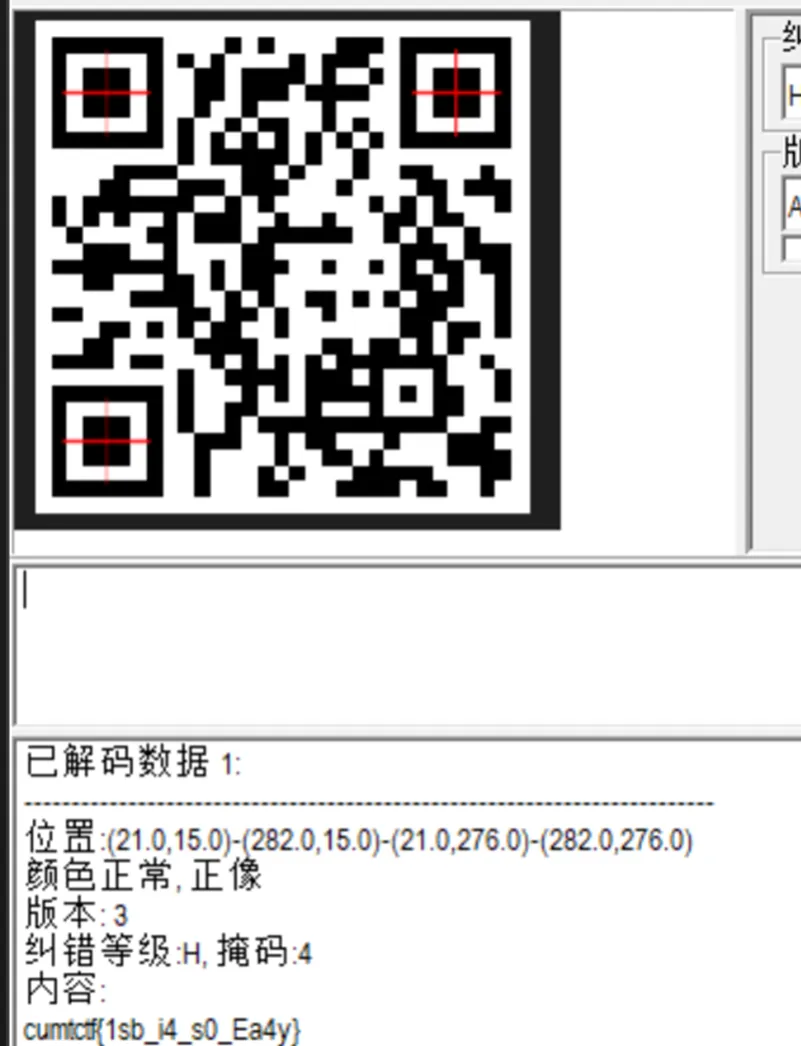 H
A
已解码数据 1:
---------------------------------------------------------------------------
位置:(21.0,15.0)-(282.0,15.0)-(21.0,276.0)-(282.0,276.0)
颜色正常, 正像
版本: 3
纠错等级:H, 掩码:4
内容:
cumtctf{1sb_i4_s0_Ea4y}